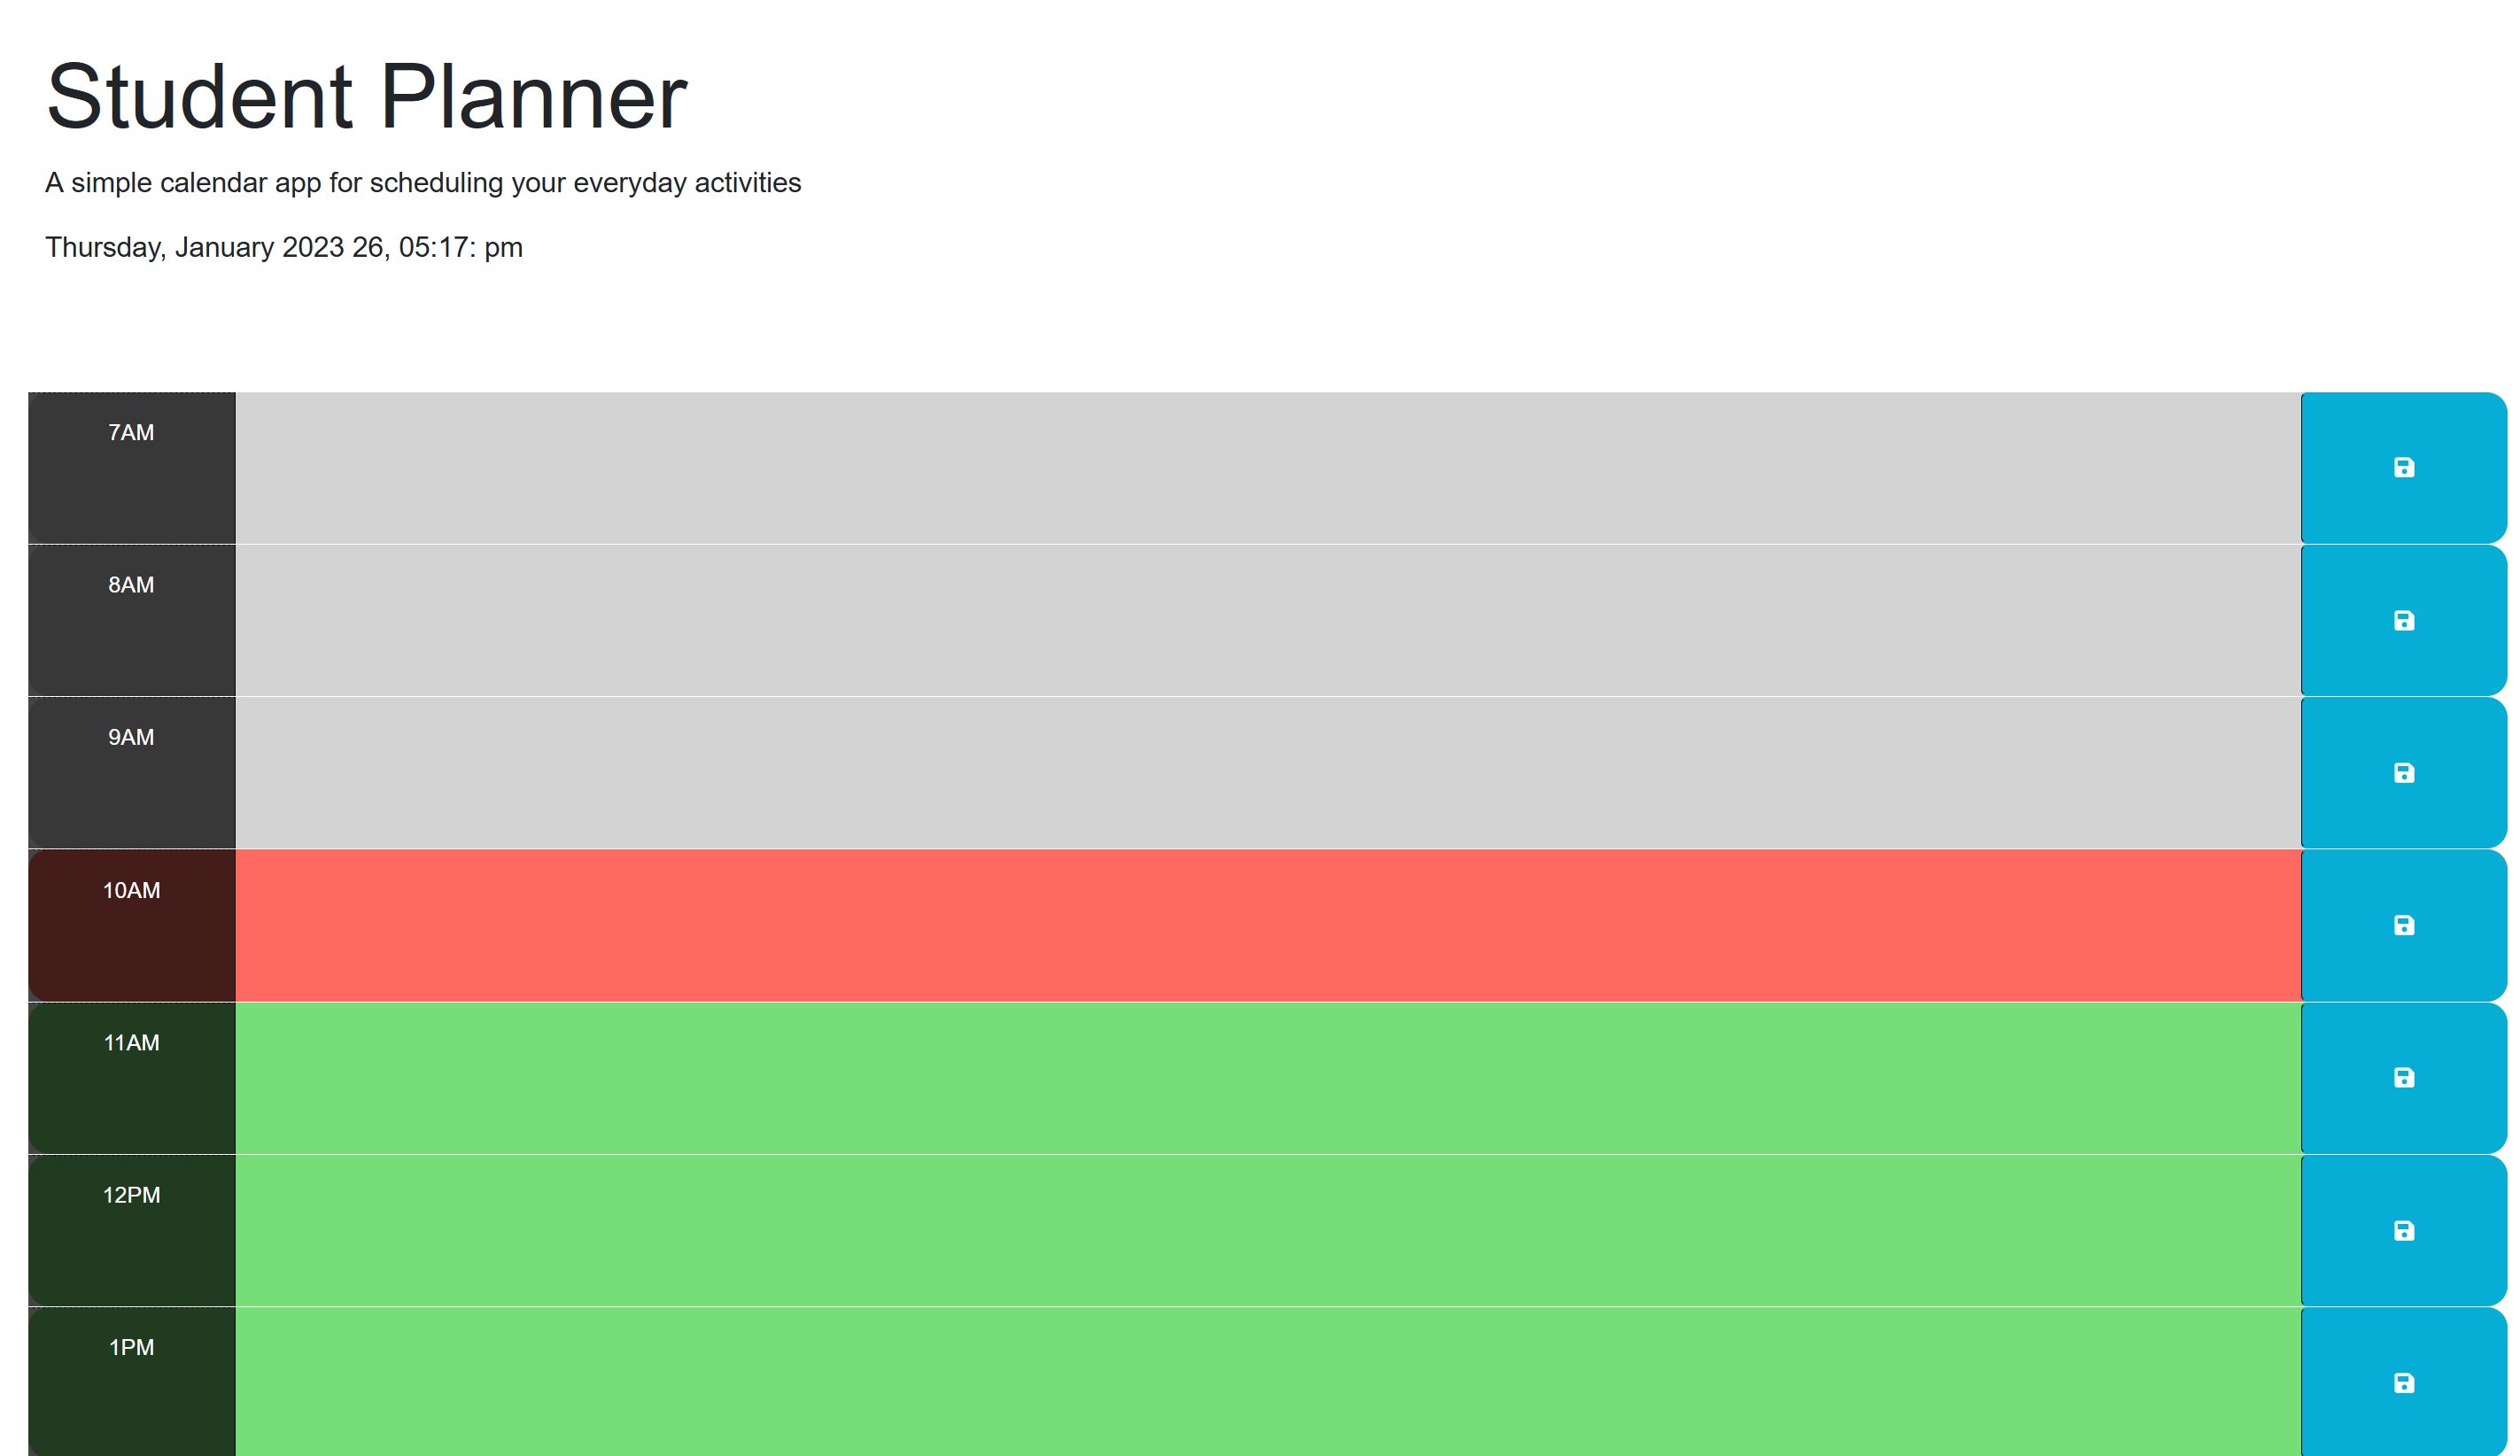 Student Planner
A simple calendar app for scheduling your everyday activities
Thursday, January 2023 26, 05:17: pm
7AM
8AM
9AM
10AM
11AM
12PM
1PM